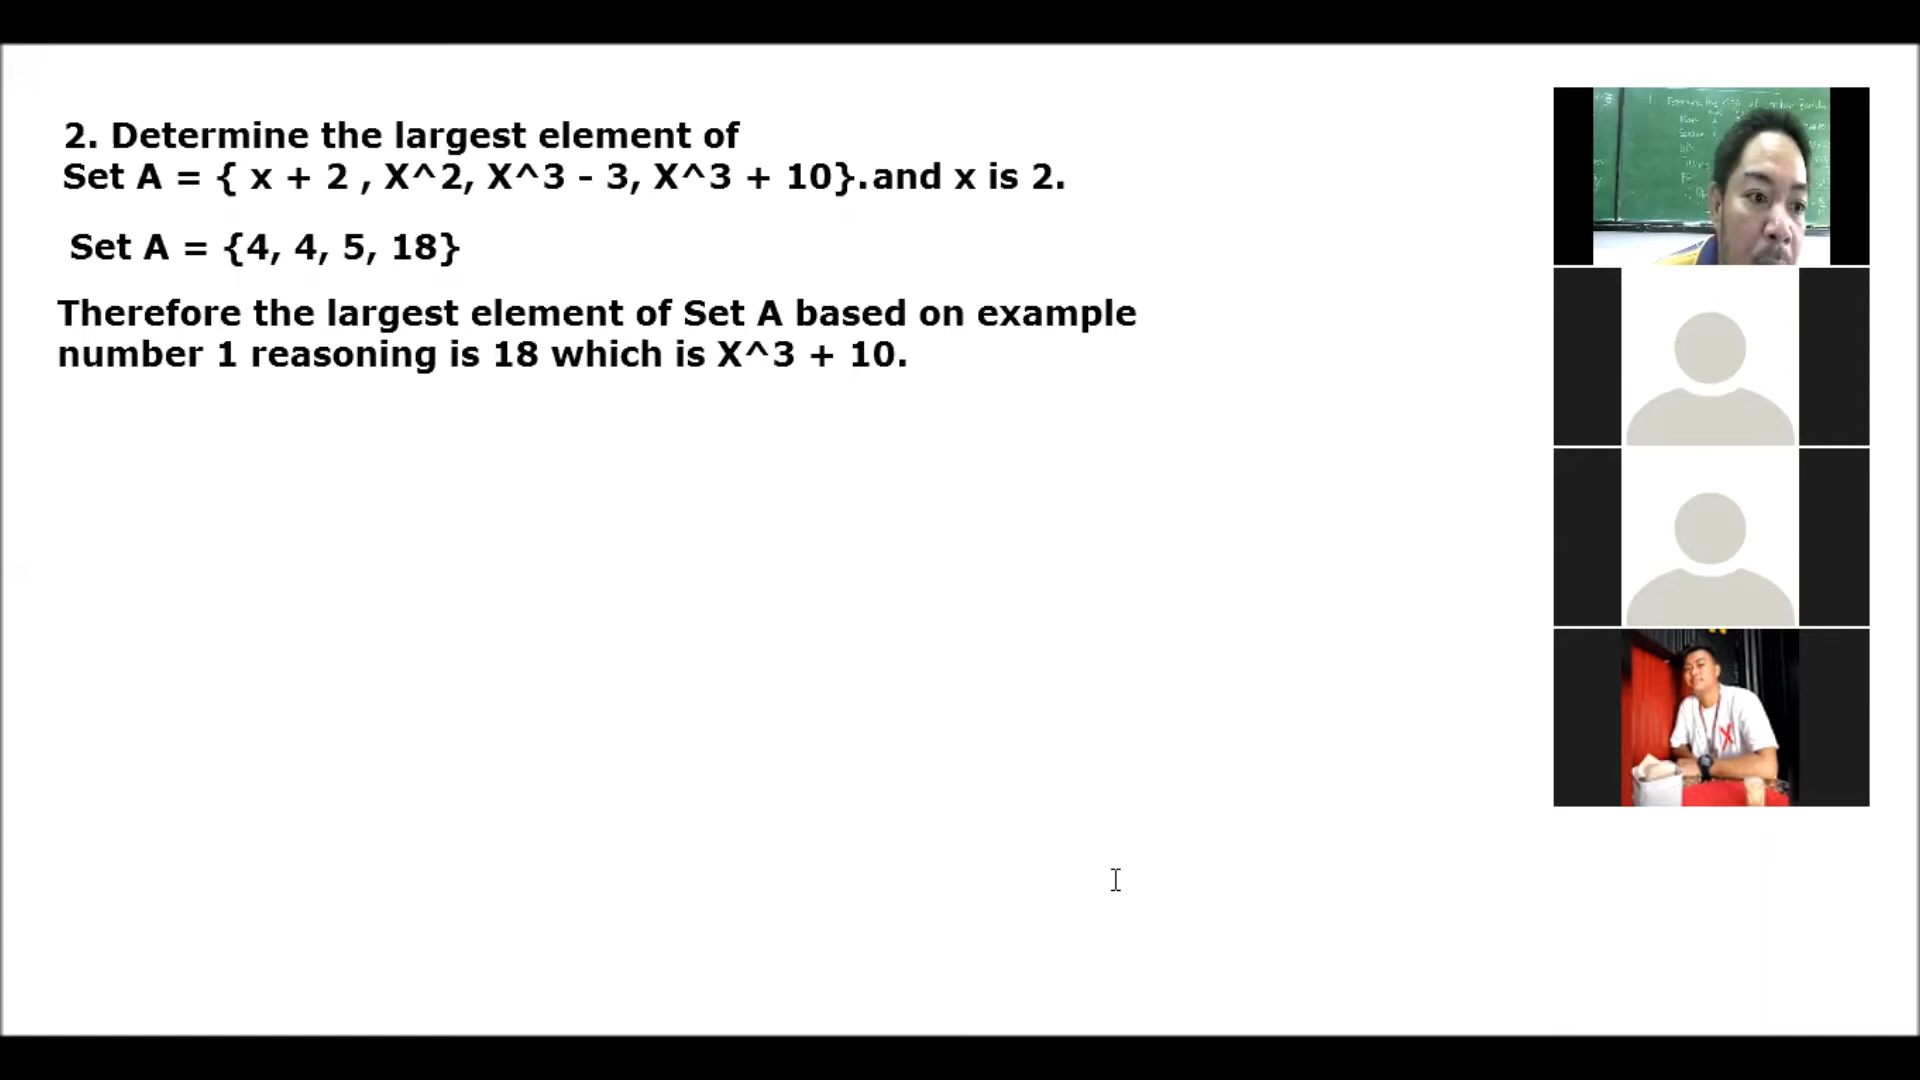 2. Determine the largest element of
Set A = { x + 2 , X^2, X^3 - 3, X^3 + 10}.and x is 2.
Set A = {4, 4, 5, 18}
Therefore the largest element of Set A based on example
number 1 reasoning is 18 which is X^3 + 10.
X